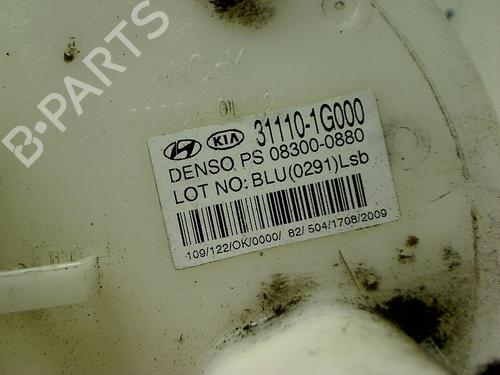 B-PARTS
KIA 31110-1G000
DENSO PS 08300-0880
LOT NO: BLU(0291)Lsb
109/122/OK/0000/ 82/ 504/1708/2009